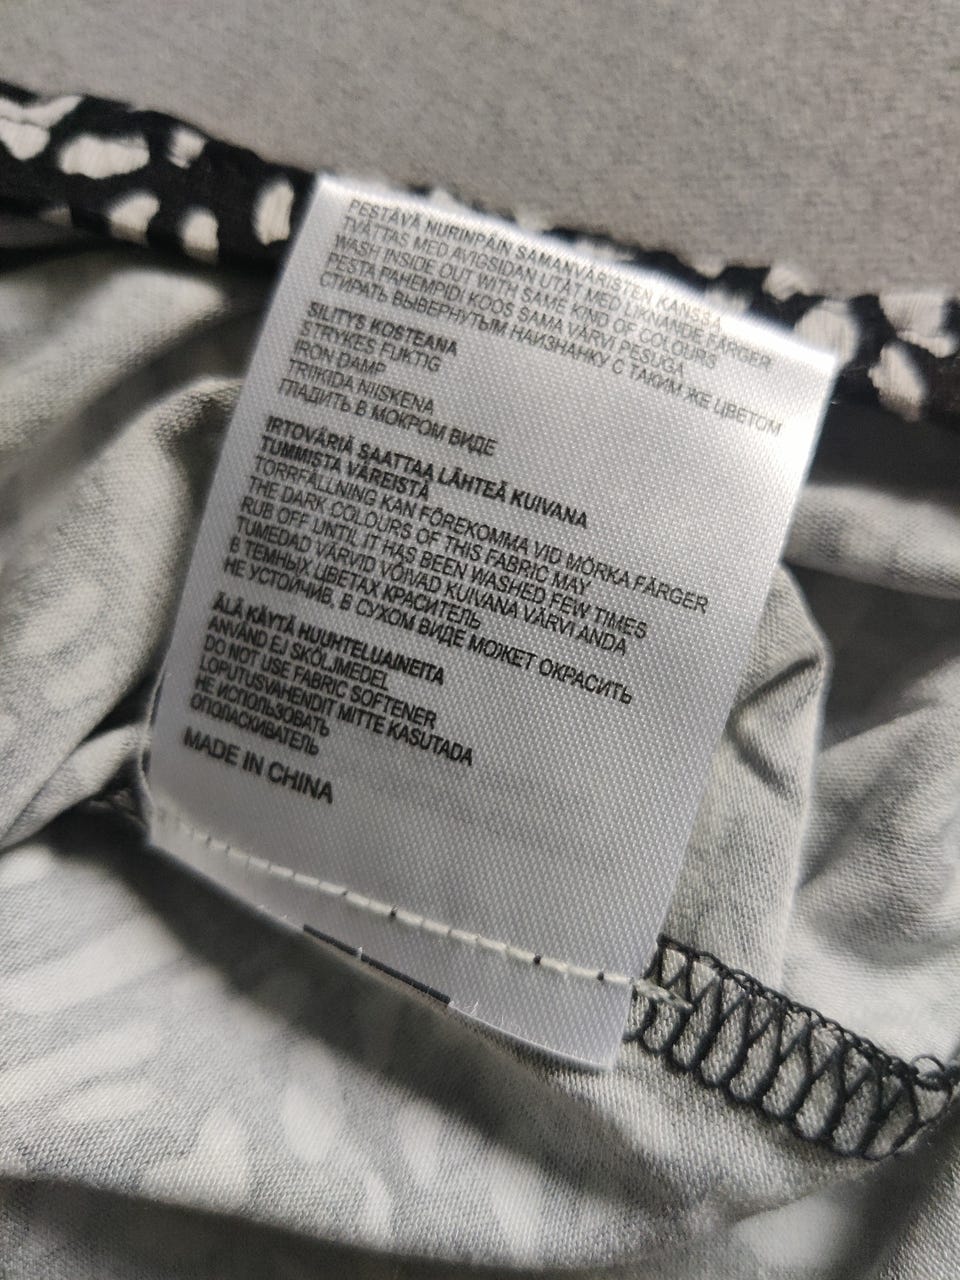 PESTÄVÄ NURINPÄIN SAMANVÄRISTEN KANSSA
TVÄTTAS MED AVIGSIDAN UTÅT MED LIKNANDE FÄRGER
WASH INSIDE OUT WITH SAME KIND OF COLOURS
PESTA PAHEMPIDI KOOS SAMA VÄRVI PESUGA
СТИРАТЬ ВЫВЕРНУТЫМ НАИЗНАНКУ С ТАКИМ ЖЕ ЦВЕТОМ
SILITYS KOSTEANA
STRYKES FUKTIG
IRON DAMP
TRIIKIDA NIISKENA
ГЛАДИТЬ В МОКРОМ ВИДЕ
IRTOVÄRIÄ SAATTAA LÄHTEÄ KUIVANA
TUMMISTA VÄREISTÄ
TORRFÄLLNING KAN FÖREKOMMA VID MÖRKA FÄRGER
THE DARK COLOURS OF THIS FABRIC MAY
RUB OFF UNTIL IT HAS BEEN WASHED FEW TIMES
TUMEDAD VÄRVID VÕIVAD KUIVANA VÄRVI ANDA
В ТЕМНЫХ ЦВЕТАХ КРАСИТЕЛЬ
НЕ УСТОЙЧИВ, В СУХОМ ВИДЕ МОЖЕТ ОКРАСИТЬ
ÄLÄ KÄYTÄ HUUHTELUAINEITA
ANVÄND EJ SKÖLJMEDEL
DO NOT USE FABRIC SOFTENER
LOPUTUSVAHENDIT MITTE KASUTADA
НЕ ИСПОЛЬЗОВАТЬ
ОПОЛАСКИВАТЕЛЬ
MADE IN CHINA